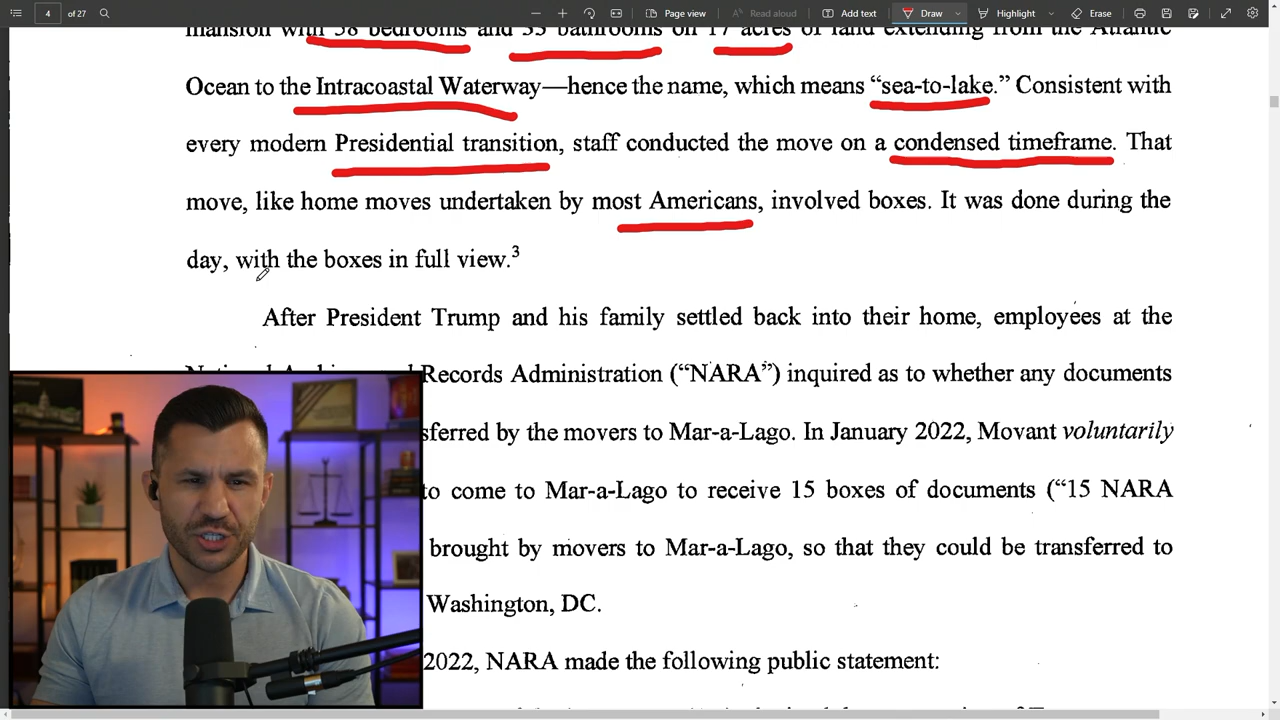 4 of 27 Page view Read aloud Add text Draw Highlight Erase
mansion with 58 bedrooms and 33 bathrooms on 17 acres of land extending from the Atlantic
Ocean to the Intracoastal Waterway—hence the name, which means “sea-to-lake.” Consistent with
every modern Presidential transition, staff conducted the move on a condensed timeframe. That
move, like home moves undertaken by most Americans, involved boxes. It was done during the
day, with the boxes in full view.3
After President Trump and his family settled back into their home, employees at the
Records Administration (“NARA”) inquired as to whether any documents
sferred by the movers to Mar-a-Lago. In January 2022, Movant voluntarily
to come to Mar-a-Lago to receive 15 boxes of documents (“15 NARA
brought by movers to Mar-a-Lago, so that they could be transferred to
Washington, DC.
2022, NARA made the following public statement: